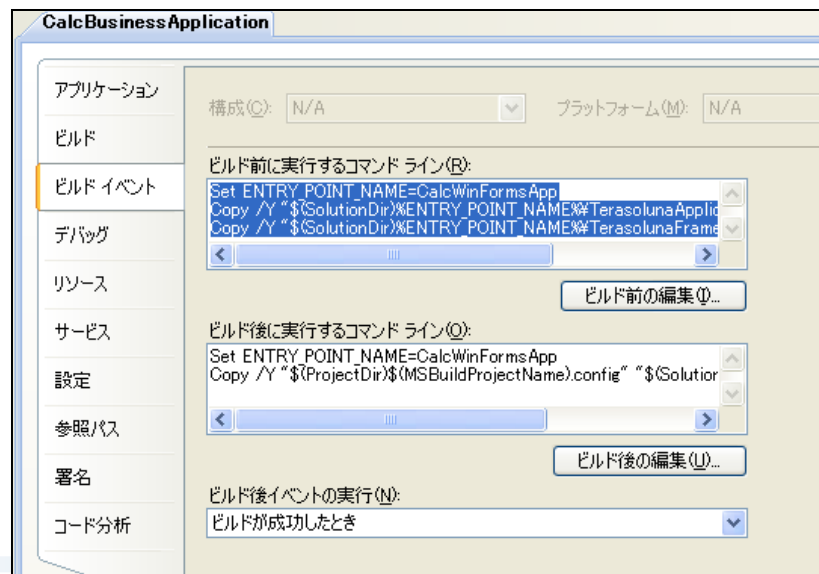 CalcBusinessApplication
アプリケーション
ビルド
ビルド イベント
デバッグ
リソース
サービス
設定
参照パス
署名
コード分析
構成(C): N/A プラットフォーム(M): N/A
ビルド前に実行するコマンド ライン(R):
Set ENTRY_POINT_NAME=CalcWinFormsApp
Copy /Y "$(SolutionDir)%ENTRY_POINT_NAME%¥TerasolunaApplic
Copy /Y "$(SolutionDir)%ENTRY_POINT_NAME%¥TerasolunaFrame
ビルド前の編集(I)...
ビルド後に実行するコマンド ライン(O):
Set ENTRY_POINT_NAME=CalcWinFormsApp
Copy /Y "$(ProjectDir)$(MSBuildProjectName).config" "$(Solution
ビルド後の編集(U)...
ビルド後イベントの実行(N):
ビルドが成功したとき